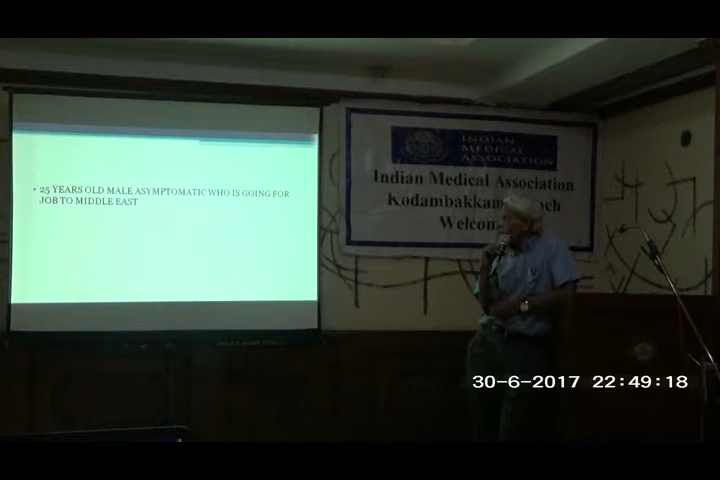 • 25 YEARS OLD MALE ASYMPTOMATIC WHO IS GOING FOR
JOB TO MIDDLE EAST
INDIAN
MEDICAL
ASSOCIATION
Indian Medical Association
Kodambakkam
Welcom
30-6-2017 22:49:18